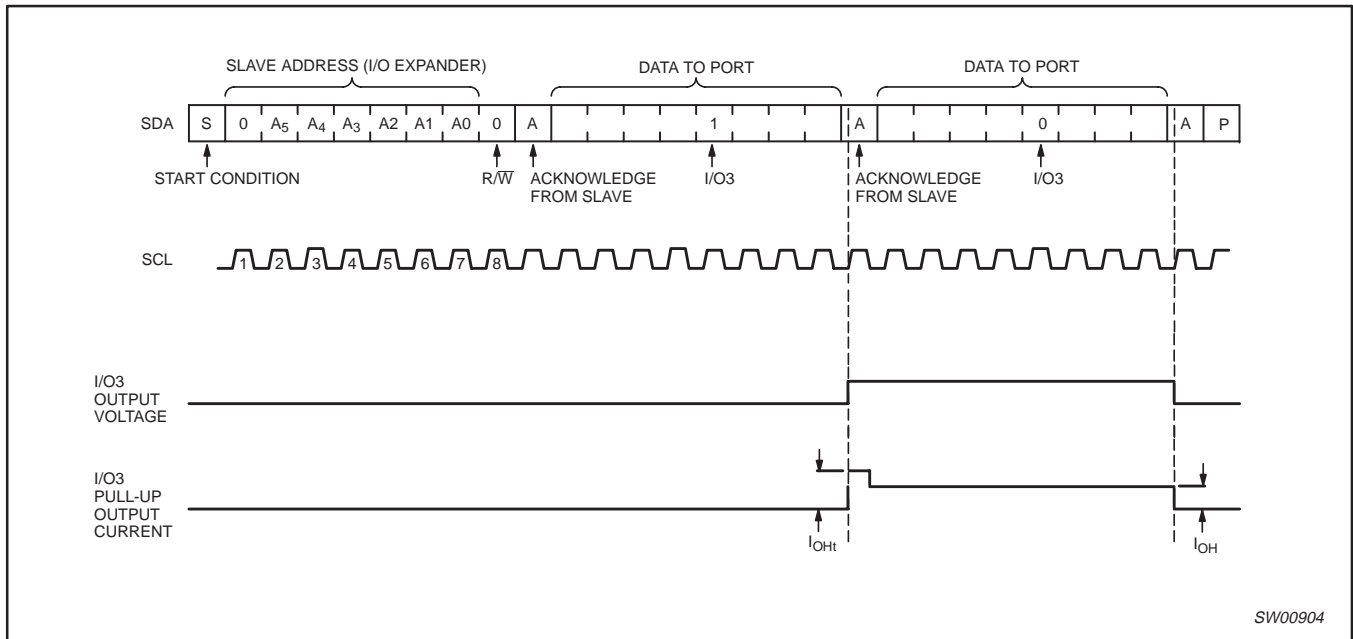 SLAVE ADDRESS (I/O EXPANDER) DATA TO PORT DATA TO PORT
SDA S 0 A5 A4 A3 A2 A1 A0 0 A 1 A 0 A P
START CONDITION R/W̅ ACKNOWLEDGE FROM SLAVE I/O3 ACKNOWLEDGE FROM SLAVE I/O3
SCL 1 2 3 4 5 6 7 8
I/O3
OUTPUT
VOLTAGE
I/O3
PULL-UP
OUTPUT
CURRENT
IOHt IOH
SW00904